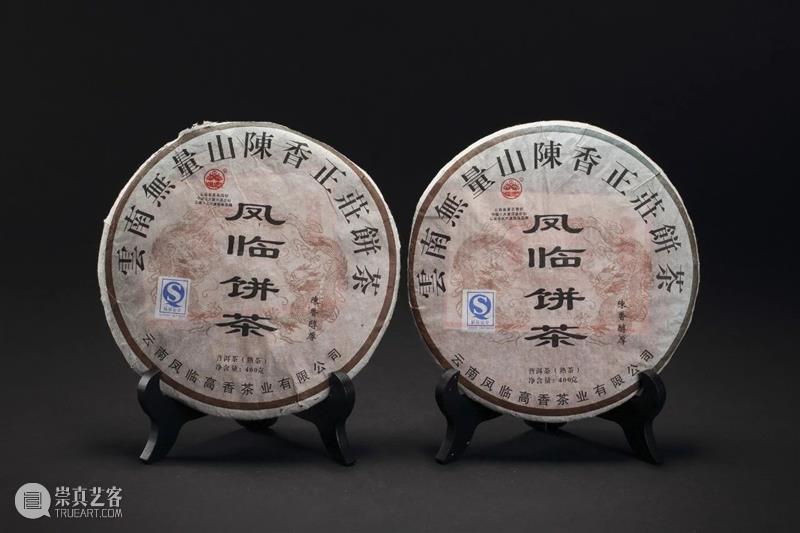 雲南無量山陳香正莊餅茶
凤临饼茶
陳香醇厚
普洱茶（熟茶）
净含量：400克
云南凤临高香茶业有限公司
雲南無量山陳香正莊餅茶
凤临饼茶
陳香醇厚
普洱茶（熟茶）
净含量：400克
云南凤临高香茶业有限公司
崇真艺客
TRUEART.COM